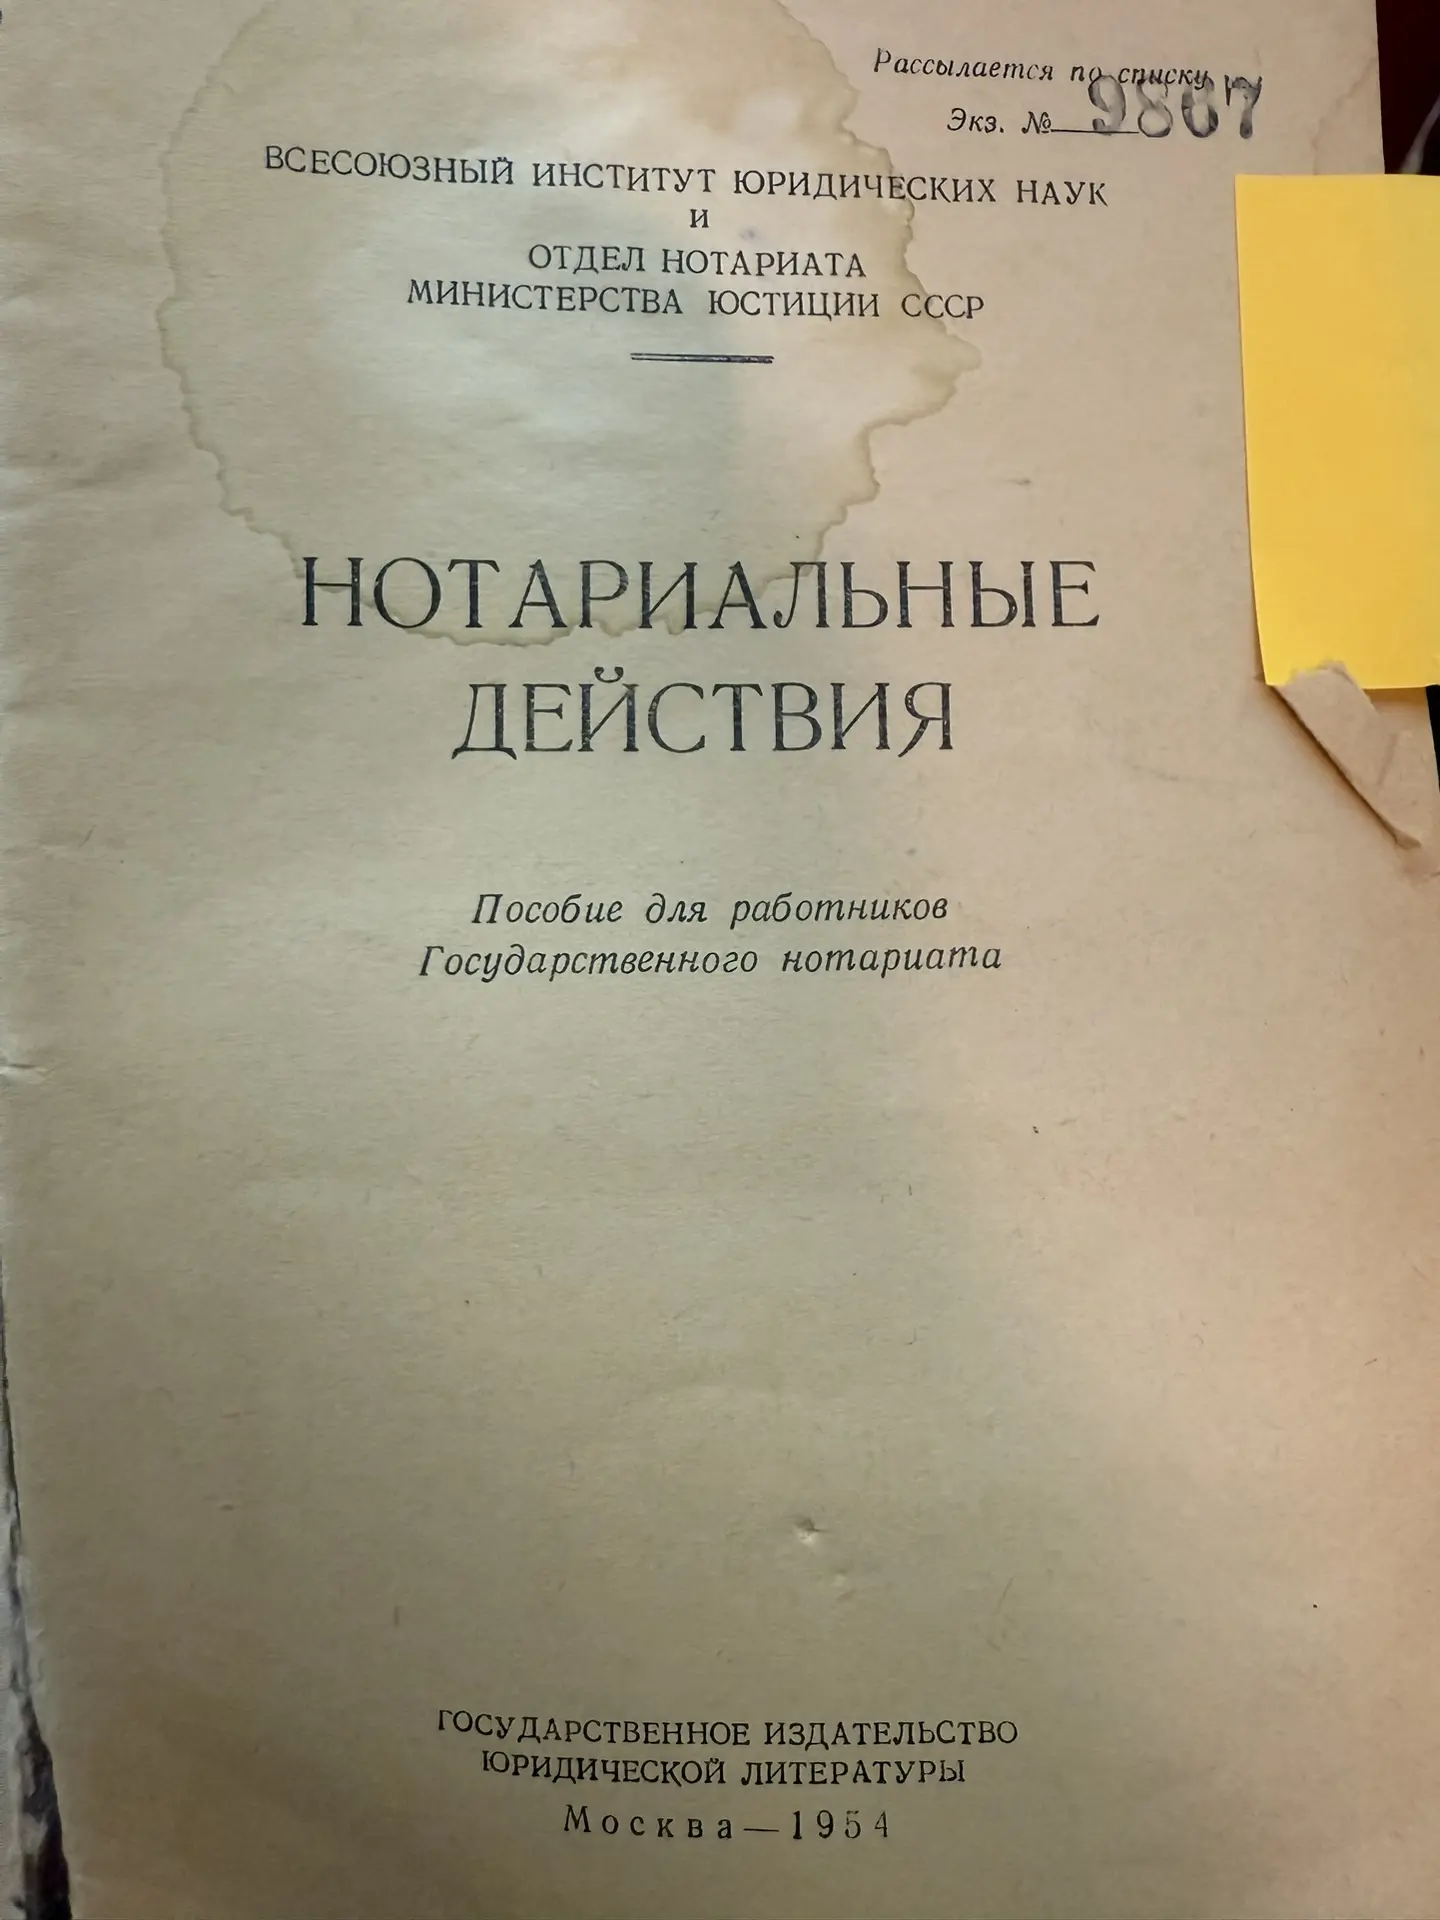 Рассылается по списку
Экз. № 9867
ВСЕСОЮЗНЫЙ ИНСТИТУТ ЮРИДИЧЕСКИХ НАУК
И
ОТДЕЛ НОТАРИАТА
МИНИСТЕРСТВА ЮСТИЦИИ СССР
НОТАРИАЛЬНЫЕ
ДЕЙСТВИЯ
Пособие для работников
Государственного нотариата
ГОСУДАРСТВЕННОЕ ИЗДАТЕЛЬСТВО
ЮРИДИЧЕСКОЙ ЛИТЕРАТУРЫ
Москва — 1954